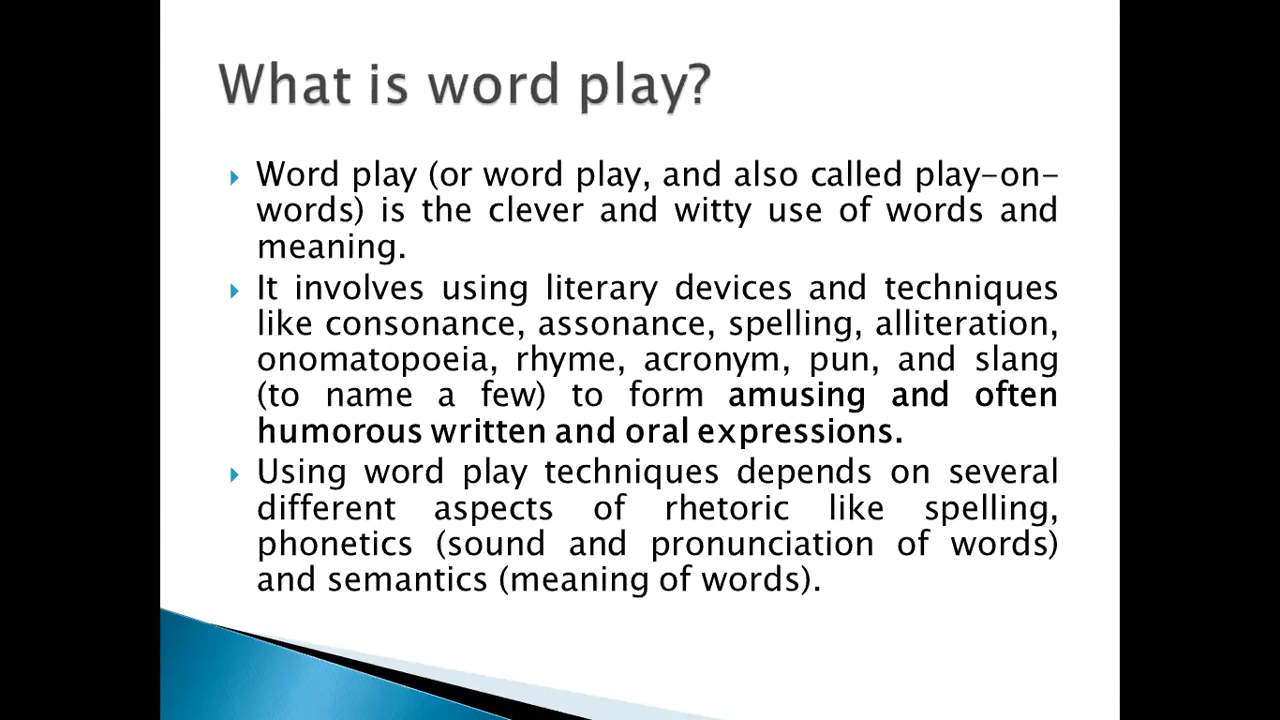 What is word play?
Word play (or word play, and also called play-on-
words) is the clever and witty use of words and
meaning.
It involves using literary devices and techniques
like consonance, assonance, spelling, alliteration,
onomatopoeia, rhyme, acronym, pun, and slang
(to name a few) to form amusing and often
humorous written and oral expressions.
Using word play techniques depends on several
different aspects of rhetoric like spelling,
phonetics (sound and pronunciation of words)
and semantics (meaning of words).